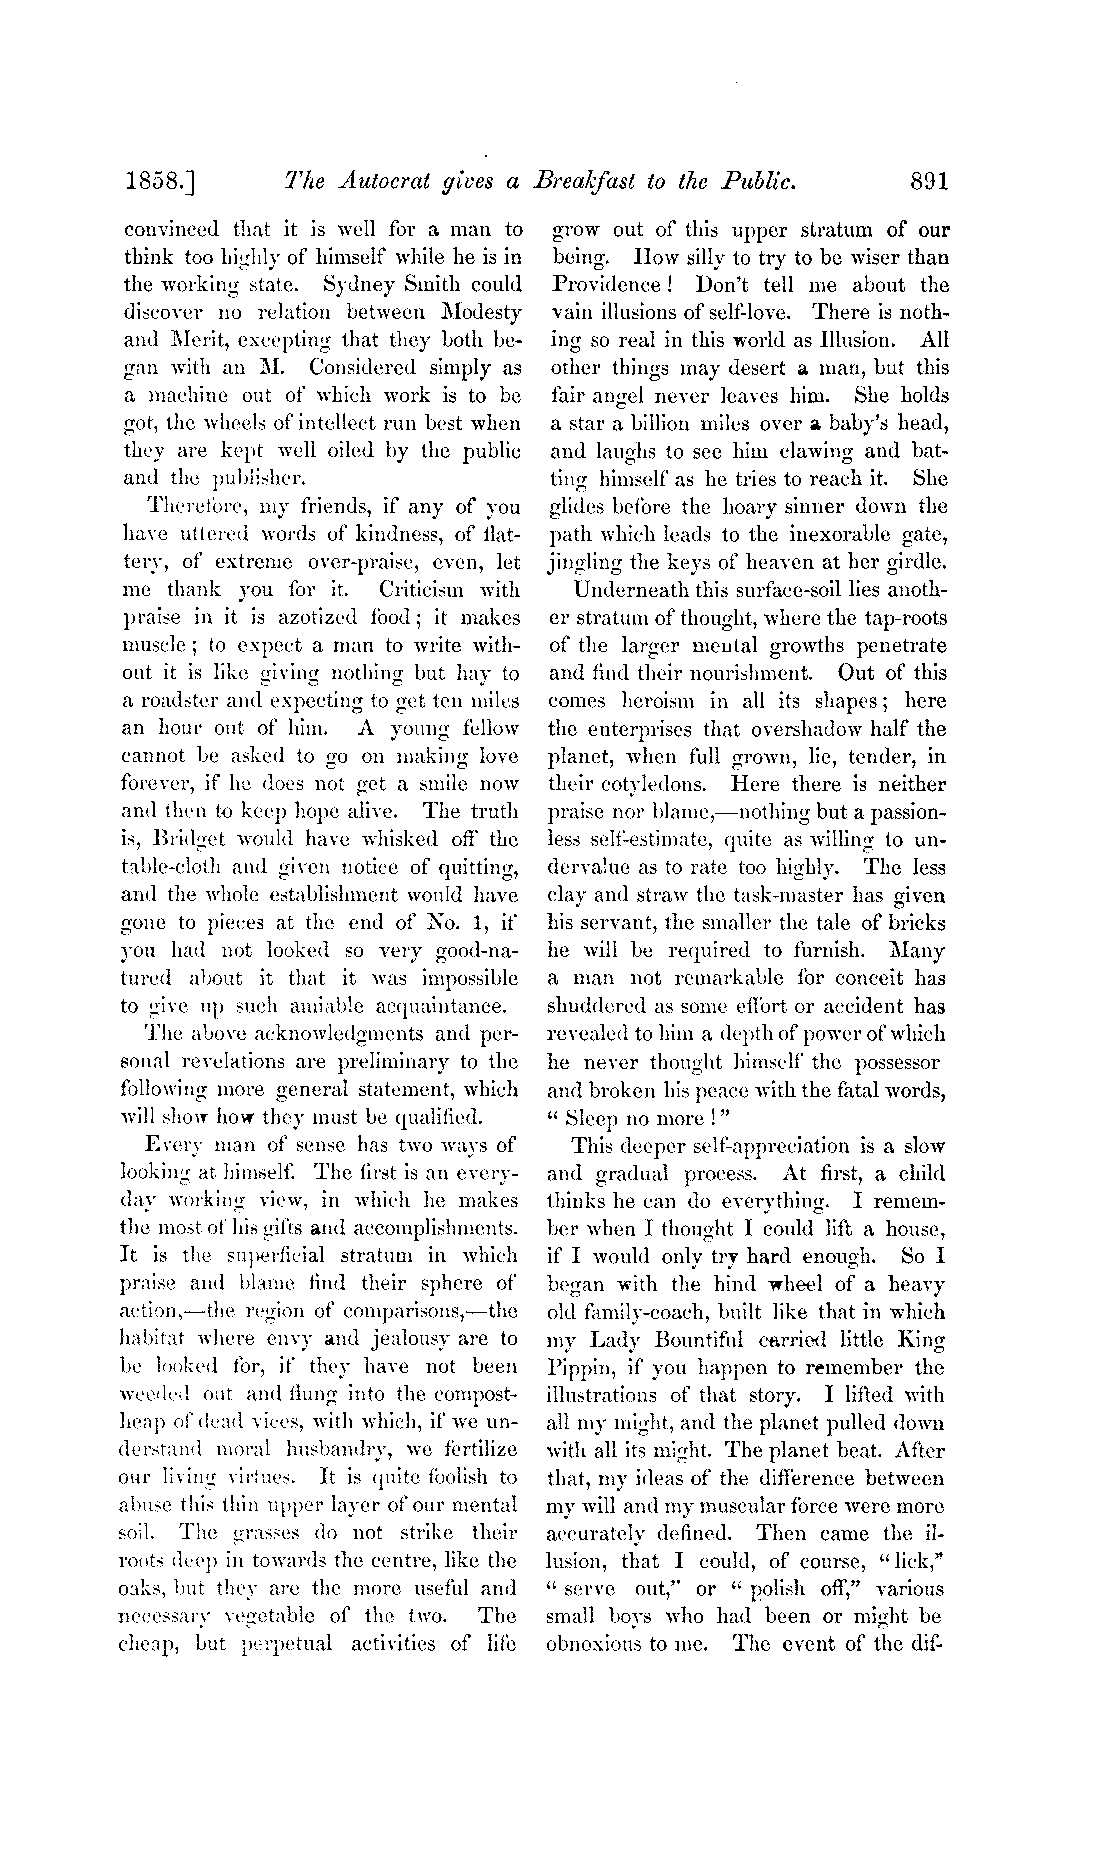 1858.] The Autocrat gives a Breakfast to the Public. 891
convinced that it is well for a man to
think too highly of himself while he is in
the working state. Sydney Smith could
discover no relation between Modesty
and Merit, excepting that they both be-
gan with an M. Considered simply as
a machine out of which work is to be
got, the wheels of intellect run best when
they are kept well oiled by the public
and the publisher.
Therefore, my friends, if any of you
have uttered words of kindness, of flat-
tery, of extreme over-praise, even, let
me thank you for it. Criticism with
praise in it is azotized food; it makes
muscle; to expect a man to write with-
out it is like giving nothing but hay to
a roadster and expecting to get ten miles
an hour out of him. A young fellow
cannot be asked to go on making love
forever, if he does not get a smile now
and then to keep hope alive. The truth
is, Bridget would have whisked off the
table-cloth and given notice of quitting,
and the whole establishment would have
gone to pieces at the end of No. 1, if
you had not looked so very good-na-
tured about it that it was impossible
to give up such amiable acquaintance.
The above acknowledgments and per-
sonal revelations are preliminary to the
following more general statement, which
will show how they must be qualified.
Every man of sense has two ways of
looking at himself. The first is an every-
day working view, in which he makes
the most of his gifts and accomplishments.
It is the superficial stratum in which
praise and blame find their sphere of
action,—the region of comparisons,—the
habitat where envy and jealousy are to
be looked for, if they have not been
weeded out and flung into the compost-
heap of dead vices, with which, if we un-
derstand moral husbandry, we fertilize
our living virtues. It is quite foolish to
abuse this thin upper layer of our mental
soil. The grasses do not strike their
roots deep in towards the centre, like the
oaks, but they are the more useful and
necessary vegetable of the two. The
cheap, but perpetual activities of life
grow out of this upper stratum of our
being. How silly to try to be wiser than
Providence! Don't tell me about the
vain illusions of self-love. There is noth-
ing so real in this world as Illusion. All
other things may desert a man, but this
fair angel never leaves him. She holds
a star a billion miles over a baby's head,
and laughs to see him clawing and bat-
ting himself as he tries to reach it. She
glides before the hoary sinner down the
path which leads to the inexorable gate,
jingling the keys of heaven at her girdle.
Underneath this surface-soil lies anoth-
er stratum of thought, where the tap-roots
of the larger mental growths penetrate
and find their nourishment. Out of this
comes heroism in all its shapes; here
the enterprises that overshadow half the
planet, when full grown, lie, tender, in
their cotyledons. Here there is neither
praise nor blame,—nothing but a passion-
less self-estimate, quite as willing to un-
dervalue as to rate too highly. The less
clay and straw the task-master has given
his servant, the smaller the tale of bricks
he will be required to furnish. Many
a man not remarkable for conceit has
shuddered as some effort or accident has
revealed to him a depth of power of which
he never thought himself the possessor
and broken his peace with the fatal words,
"Sleep no more!"
This deeper self-appreciation is a slow
and gradual process. At first, a child
thinks he can do everything. I remem-
ber when I thought I could lift a house,
if I would only try hard enough. So I
began with the hind wheel of a heavy
old family-coach, built like that in which
my Lady Bountiful carried little King
Pippin, if you happen to remember the
illustrations of that story. I lifted with
all my might, and the planet pulled down
with all its might. The planet beat. After
that, my ideas of the difference between
my will and my muscular force were more
accurately defined. Then came the il-
lusion, that I could, of course, "lick,"
"serve out," or "polish off," various
small boys who had been or might be
obnoxious to me. The event of the dif-